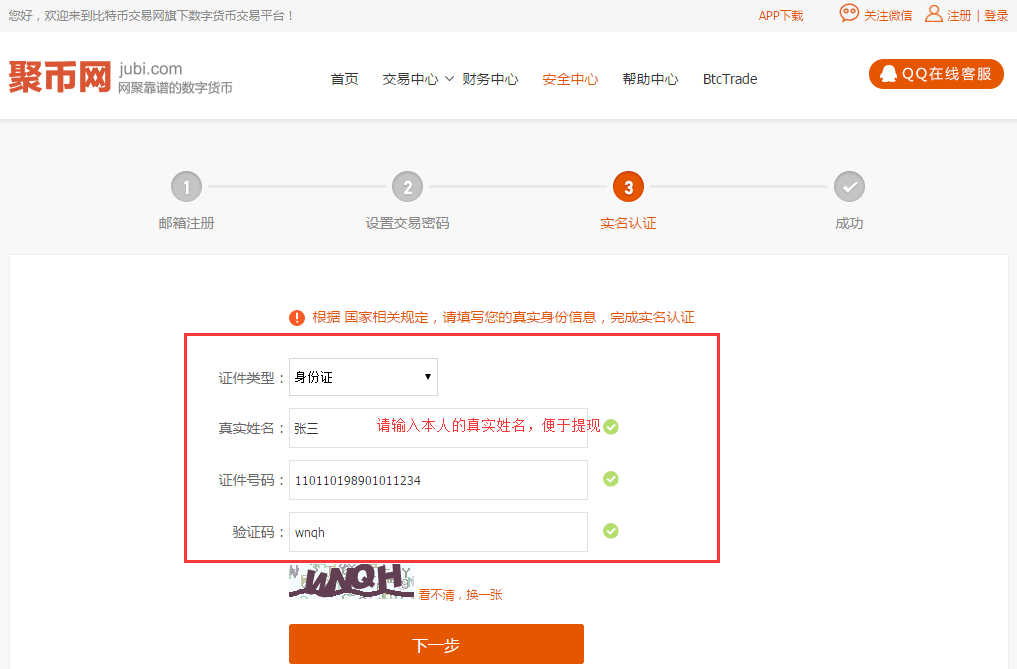 您好，欢迎来到比特币交易网旗下数字货币交易平台！ APP下载 关注微信 注册 | 登录
聚币网 jubi.com
网聚靠谱的数字货币
首页 交易中心 财务中心 安全中心 帮助中心 BtcTrade QQ在线客服
1 2 3
邮箱注册 设置交易密码 实名认证 成功
根据 国家相关规定，请填写您的真实身份信息，完成实名认证
证件类型： 身份证
真实姓名： 张三 请输入本人的真实姓名，便于提现
证件号码： 110110198901011234
验证码： wnqh
WNQH 看不清，换一张
下一步